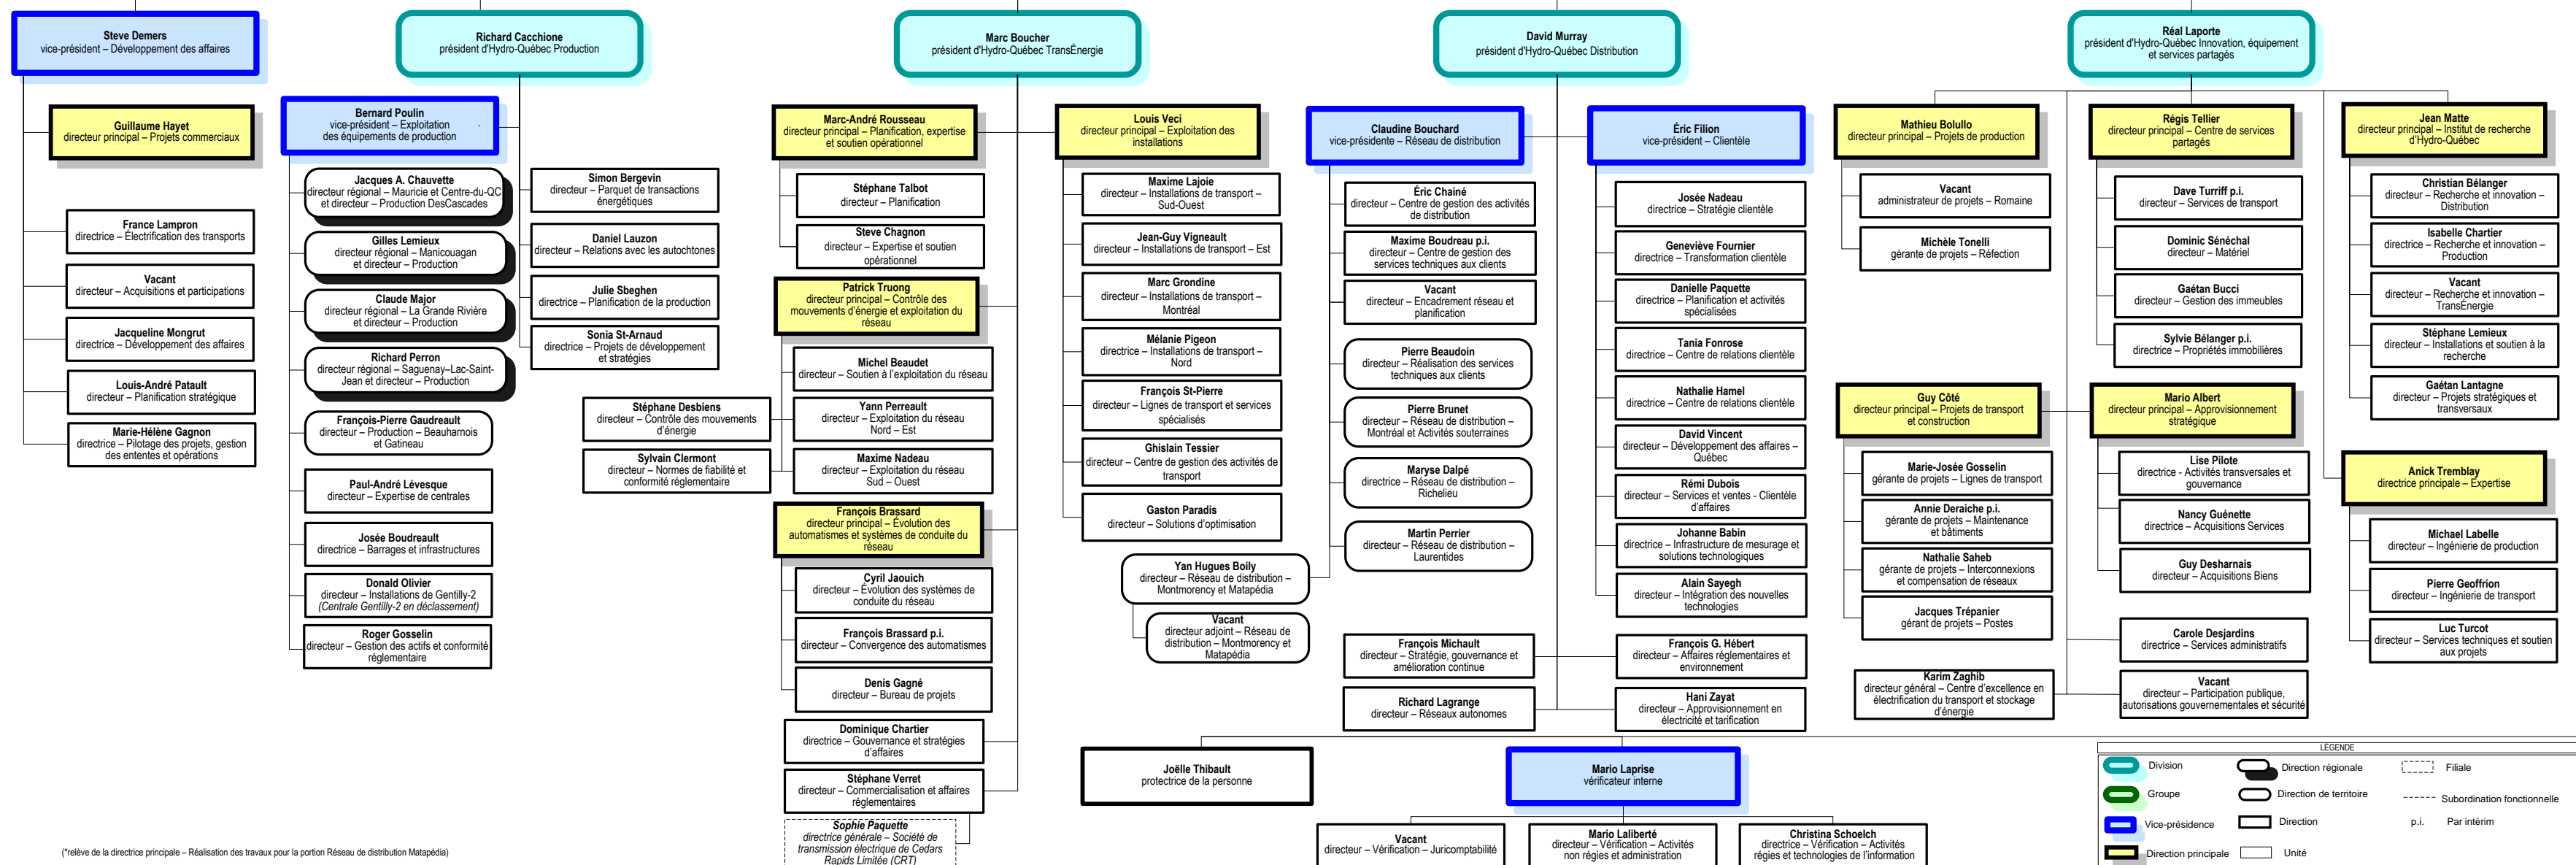 Steve Demers
vice-président – Développement des affaires
Guillaume Hayet
directeur principal – Projets commerciaux
France Lampron
directrice – Électrification des transports
Vacant
directeur – Acquisitions et participations
Jacqueline Mongrut
directrice – Développement des affaires
Louis-André Patault
directeur – Planification stratégique
Marie-Hélène Gagnon
directrice – Pilotage des projets, gestion
des ententes et opérations
Richard Cacchione
président d'Hydro-Québec Production
Bernard Poulin
vice-président – Exploitation
des équipements de production
Jacques A. Chauvette
directeur régional – Mauricie et Centre-du-QC
et directeur – Production DesCascades
Gilles Lemieux
directeur régional – Manicouagan
et directeur – Production
Claude Major
directeur régional – La Grande Rivière
et directeur – Production
Richard Perron
directeur régional – Saguenay–Lac-Saint-
Jean et directeur – Production
François-Pierre Gaudreault
directeur – Production – Beauharnois
et Gatineau
Paul-André Lévesque
directeur – Expertise de centrales
Josée Boudreault
directrice – Barrages et infrastructures
Donald Olivier
directeur – Installations de Gentilly-2
(Centrale Gentilly-2 en déclassement)
Roger Gosselin
directeur – Gestion des actifs et conformité
réglementaire
Simon Bergevin
directeur – Parquet de transactions
énergétiques
Daniel Lauzon
directeur – Relations avec les autochtones
Julie Sbeghen
directrice – Planification de la production
Sonia St-Arnaud
directrice – Projets de développement
et stratégies
Marc Boucher
président d'Hydro-Québec TransÉnergie
Marc-André Rousseau
directeur principal – Planification, expertise
et soutien opérationnel
Stéphane Talbot
directeur – Planification
Steve Chagnon
directeur – Expertise et soutien
opérationnel
Patrick Truong
directeur principal – Contrôle des
mouvements d'énergie et exploitation du
réseau
Michel Beaudet
directeur – Soutien à l'exploitation du réseau
Stéphane Desbiens
directeur – Contrôle des mouvements
d'énergie
Yann Perreault
directeur – Exploitation du réseau
Nord – Est
Sylvain Clermont
directeur – Normes de fiabilité et
conformité réglementaire
Maxime Nadeau
directeur – Exploitation du réseau
Sud – Ouest
François Brassard
directeur principal – Évolution des
automatismes et systèmes de conduite du
réseau
Cyril Jaouich
directeur – Évolution des systèmes de
conduite du réseau
François Brassard p.i.
directeur – Convergence des automatismes
Denis Gagné
directeur – Bureau de projets
Dominique Chartier
directrice – Gouvernance et stratégies
d'affaires
Stéphane Verret
directeur – Commercialisation et affaires
réglementaires
Sophie Paquette
directrice générale – Société de
transmission électrique de Cedars
Rapids Limitée (CRT)
Louis Veci
directeur principal – Exploitation des
installations
Maxime Lajoie
directeur – Installations de transport –
Sud-Ouest
Jean-Guy Vigneault
directeur – Installations de transport – Est
Marc Grondine
directeur – Installations de transport –
Montréal
Mélanie Pigeon
directrice – Installations de transport –
Nord
François St-Pierre
directeur – Lignes de transport et services
spécialisés
Ghislain Tessier
directeur – Centre de gestion des activités de
transport
Gaston Paradis
directeur – Solutions d'optimisation
David Murray
président d'Hydro-Québec Distribution
Claudine Bouchard
vice-présidente – Réseau de distribution
Éric Chainé
directeur – Centre de gestion des activités
de distribution
Maxime Boudreau p.i.
directeur – Centre de gestion des
services techniques aux clients
Vacant
directeur – Encadrement réseau et
planification
Pierre Beaudoin
directeur – Réalisation des services
techniques aux clients
Pierre Brunet
directeur – Réseau de distribution –
Montréal et Activités souterraines
Maryse Dalpé
directrice – Réseau de distribution –
Richelieu
Martin Perrier
directeur – Réseau de distribution –
Laurentides
Yan Hugues Boily
directeur – Réseau de distribution –
Montmorency et Matapédia
Vacant
directeur adjoint – Réseau de
distribution – Montmorency et
Matapédia
Éric Filion
vice-président – Clientèle
Josée Nadeau
directrice – Stratégie clientèle
Geneviève Fournier
directrice – Transformation clientèle
Danielle Paquette
directrice – Planification et activités
spécialisées
Tania Fonrose
directrice – Centre de relations clientèle
Nathalie Hamel
directrice – Centre de relations clientèle
David Vincent
directeur – Développement des affaires –
Québec
Rémi Dubois
directeur – Services et ventes - Clientèle
d'affaires
Johanne Babin
directrice – Infrastructure de mesurage et
solutions technologiques
Alain Sayegh
directeur – Intégration des nouvelles
technologies
François Michault
directeur – Stratégie, gouvernance et
amélioration continue
François G. Hébert
directeur – Affaires réglementaires et
environnement
Richard Lagrange
directeur – Réseaux autonomes
Hani Zayat
directeur – Approvisionnement en
électricité et tarification
Réal Laporte
président d'Hydro-Québec Innovation, équipement
et services partagés
Mathieu Bolullo
directeur principal – Projets de production
Vacant
administrateur de projets – Romaine
Michèle Tonelli
gérante de projets – Réfection
Régis Tellier
directeur principal – Centre de services
partagés
Dave Turriff p.i.
directeur – Services de transport
Dominic Sénéchal
directeur – Matériel
Gaétan Bucci
directeur – Gestion des immeubles
Sylvie Bélanger p.i.
directrice – Propriétés immobilières
Jean Matte
directeur principal – Institut de recherche
d'Hydro-Québec
Christian Bélanger
directeur – Recherche et innovation –
Distribution
Isabelle Chartier
directrice – Recherche et innovation –
Production
Vacant
directeur – Recherche et innovation –
TransÉnergie
Stéphane Lemieux
directeur – Installations et soutien à la
recherche
Gaétan Lantagne
directeur – Projets stratégiques et
transversaux
Guy Côté
directeur principal – Projets de transport
et construction
Marie-Josée Gosselin
gérante de projets – Lignes de transport
Annie Deraiche p.i.
gérante de projets – Maintenance
et bâtiments
Nathalie Saheb
gérante de projets – Interconnexions
et compensation de réseaux
Jacques Trépanier
gérant de projets – Postes
Mario Albert
directeur principal – Approvisionnement
stratégique
Lise Pilote
directrice - Activités transversales et
gouvernance
Nancy Guénette
directrice – Acquisitions Services
Guy Desharnais
directeur – Acquisitions Biens
Anick Tremblay
directrice principale – Expertise
Michael Labelle
directeur – Ingénierie de production
Pierre Geoffrion
directeur – Ingénierie de transport
Luc Turcot
directeur – Services techniques et soutien
aux projets
Carole Desjardins
directeur – Services administratifs
Karim Zaghib
directeur général – Centre d'excellence en
électrification du transport et stockage
d'énergie
Vacant
directeur – Participation publique,
autorisations gouvernementales et sécurité
Joëlle Thibault
protectrice de la personne
Mario Laprise
vérificateur interne
Vacant
directeur – Vérification – Juricomptabilité
Mario Laliberté
directeur – Vérification – Activités
non régies et administration
Christina Schoelch
directrice – Vérification – Activités
régies et technologies de l'information
LÉGENDE
Division
Direction régionale
Filiale
Groupe
Direction de territoire
Subordination fonctionnelle
Vice-présidence
Direction
p.i. Par intérim
Direction principale
Unité
(*relève de la directrice principale – Réalisation des travaux pour la portion Réseau de distribution Matapédia)